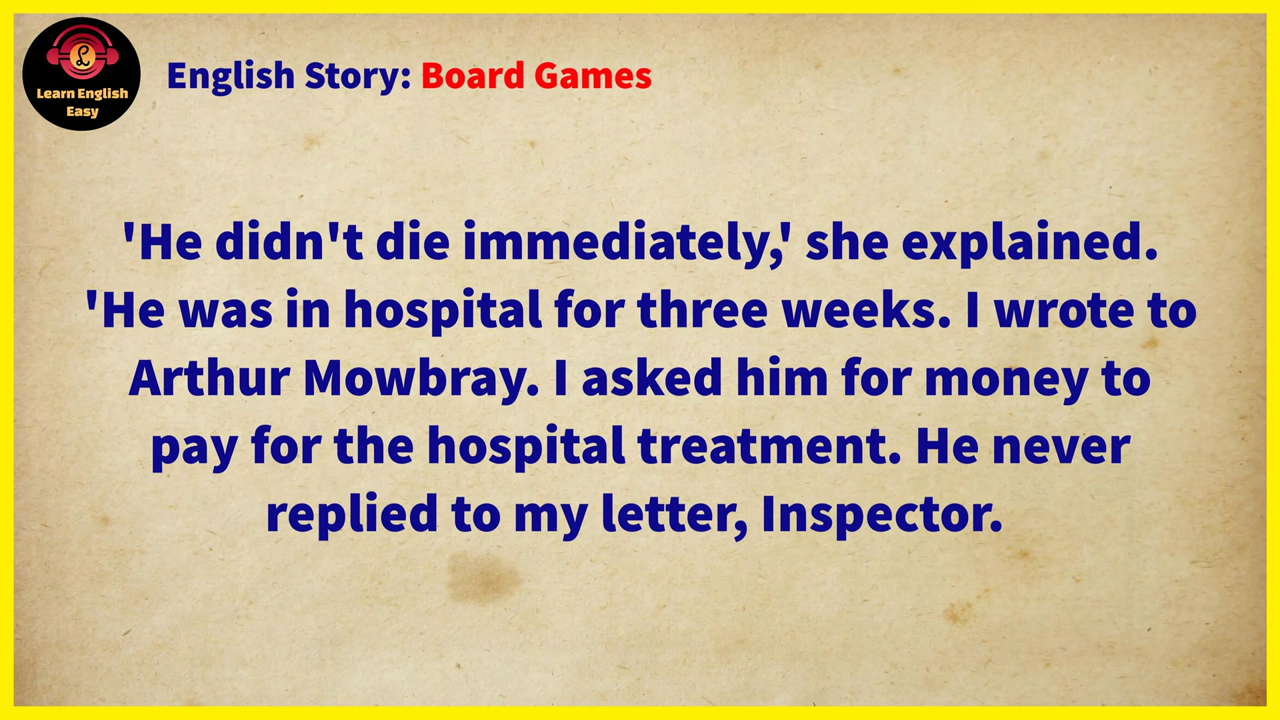 Learn English
Easy
English Story: Board Games
'He didn't die immediately,' she explained.
'He was in hospital for three weeks. I wrote to
Arthur Mowbray. I asked him for money to
pay for the hospital treatment. He never
replied to my letter, Inspector.